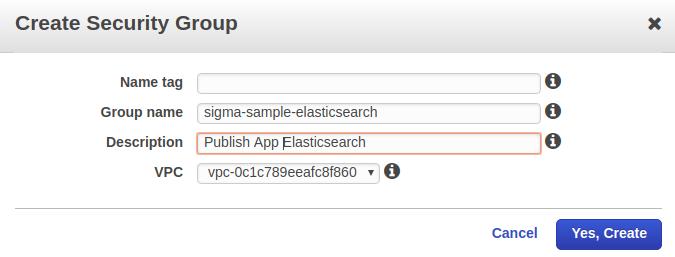 Create Security Group
Name tag
Group name sigma-sample-elasticsearch
Description Publish App Elasticsearch
VPC vpc-0c1c789eeafc8f860
Cancel Yes, Create